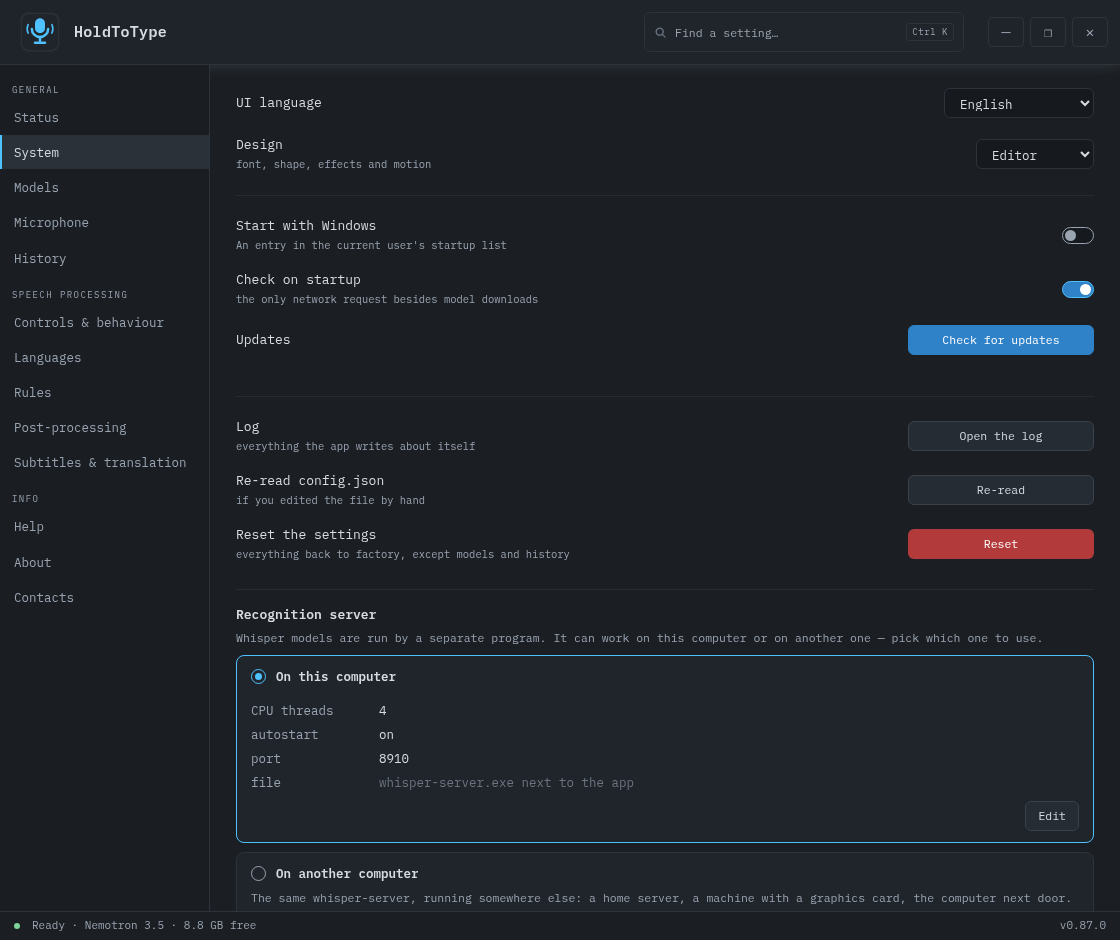 HoldToType
Find a setting…
Ctrl K
GENERAL
Status
System
Models
Microphone
History
SPEECH PROCESSING
Controls & behaviour
Languages
Rules
Post-processing
Subtitles & translation
INFO
Help
About
Contacts
UI language
English
Design
font, shape, effects and motion
Editor
Start with Windows
An entry in the current user's startup list
Check on startup
the only network request besides model downloads
Updates
Check for updates
Log
everything the app writes about itself
Open the log
Re-read config.json
if you edited the file by hand
Re-read
Reset the settings
everything back to factory, except models and history
Reset
Recognition server
Whisper models are run by a separate program. It can work on this computer or on another one — pick which one to use.
On this computer
CPU threads 4
autostart on
port 8910
file whisper-server.exe next to the app
Edit
On another computer
The same whisper-server, running somewhere else: a home server, a machine with a graphics card, the computer next door.
Ready · Nemotron 3.5 · 8.8 GB free
v0.87.0